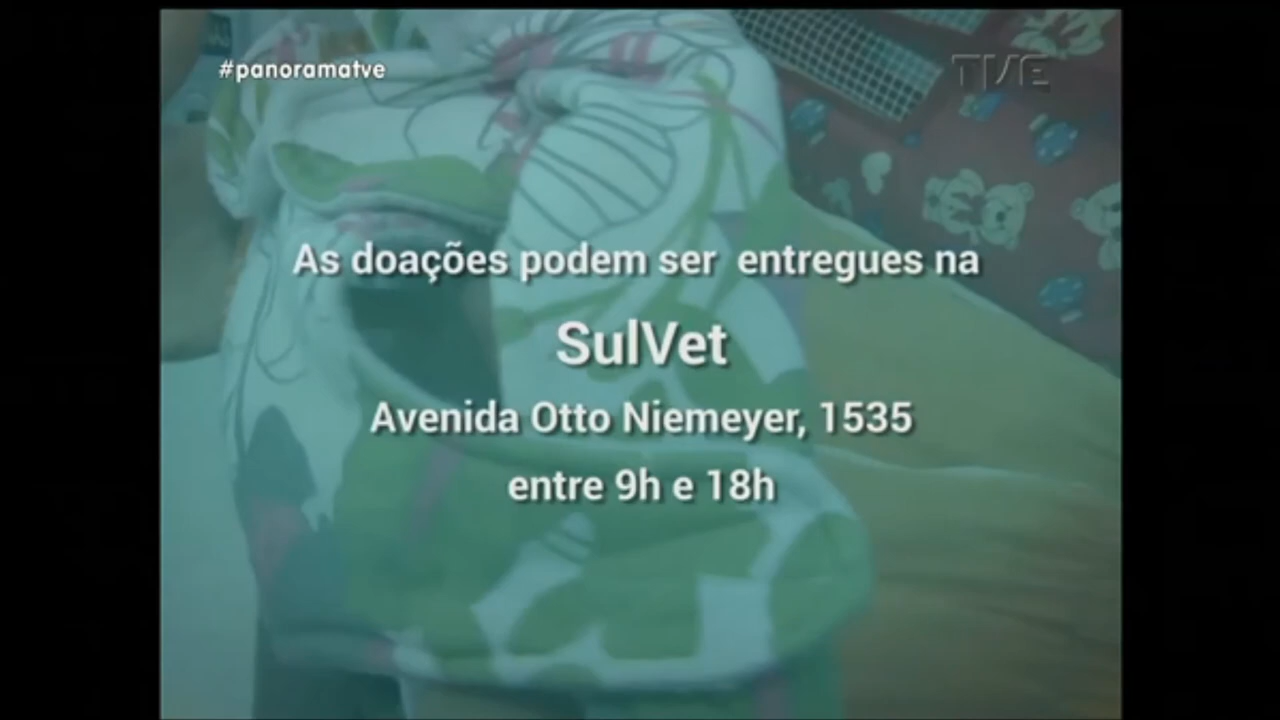 #panoramatve
TVE
As doações podem ser entregues na
SulVet
Avenida Otto Niemeyer, 1535
entre 9h e 18h